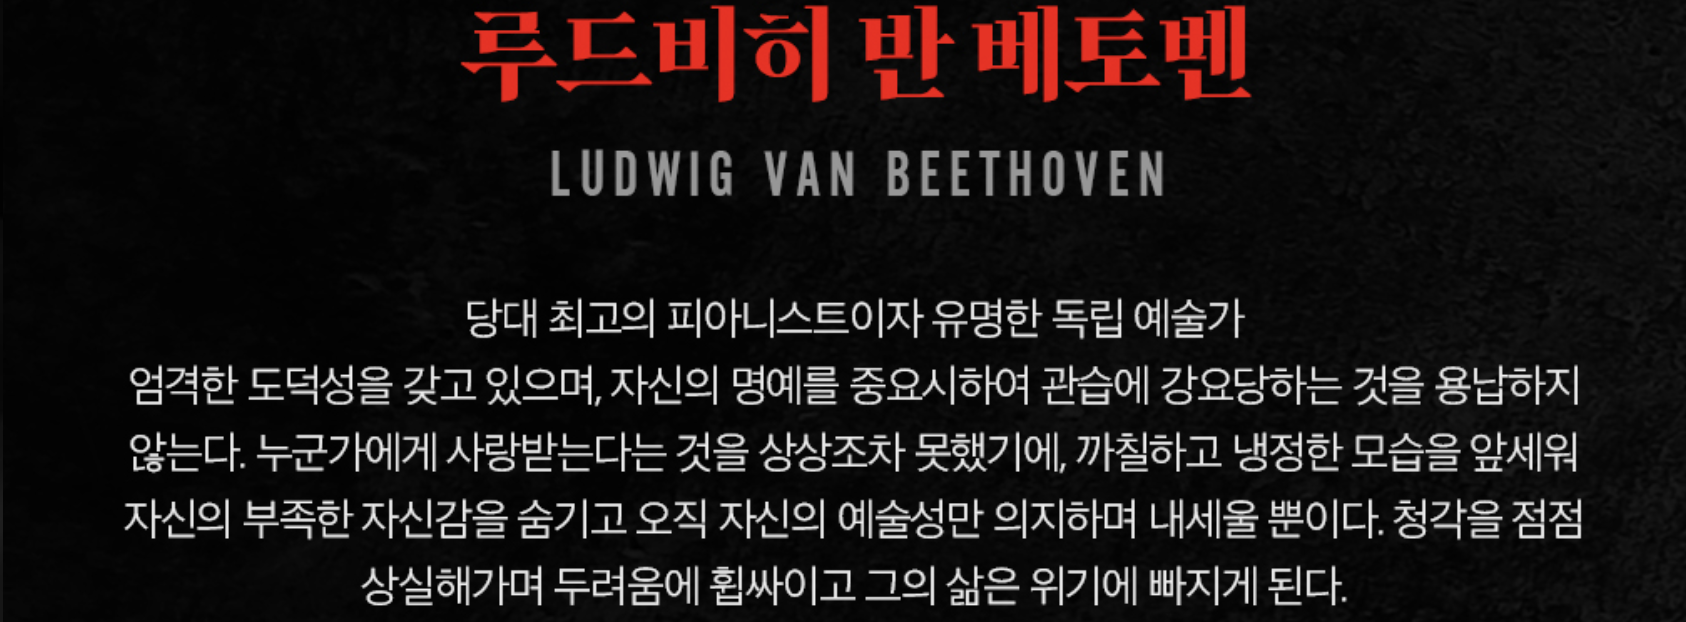 루드비히 반 베토벤
LUDWIG VAN BEETHOVEN
당대 최고의 피아니스트이자 유명한 독립 예술가
엄격한 도덕성을 갖고 있으며, 자신의 명예를 중요시하여 관습에 강요당하는 것을 용납하지
않는다. 누군가에게 사랑받는다는 것을 상상조차 못했기에, 까칠하고 냉정한 모습을 앞세워
자신의 부족한 자신감을 숨기고 오직 자신의 예술성만 의지하며 내세울 뿐이다. 청각을 점점
상실해가며 두려움에 휩싸이고 그의 삶은 위기에 빠지게 된다.